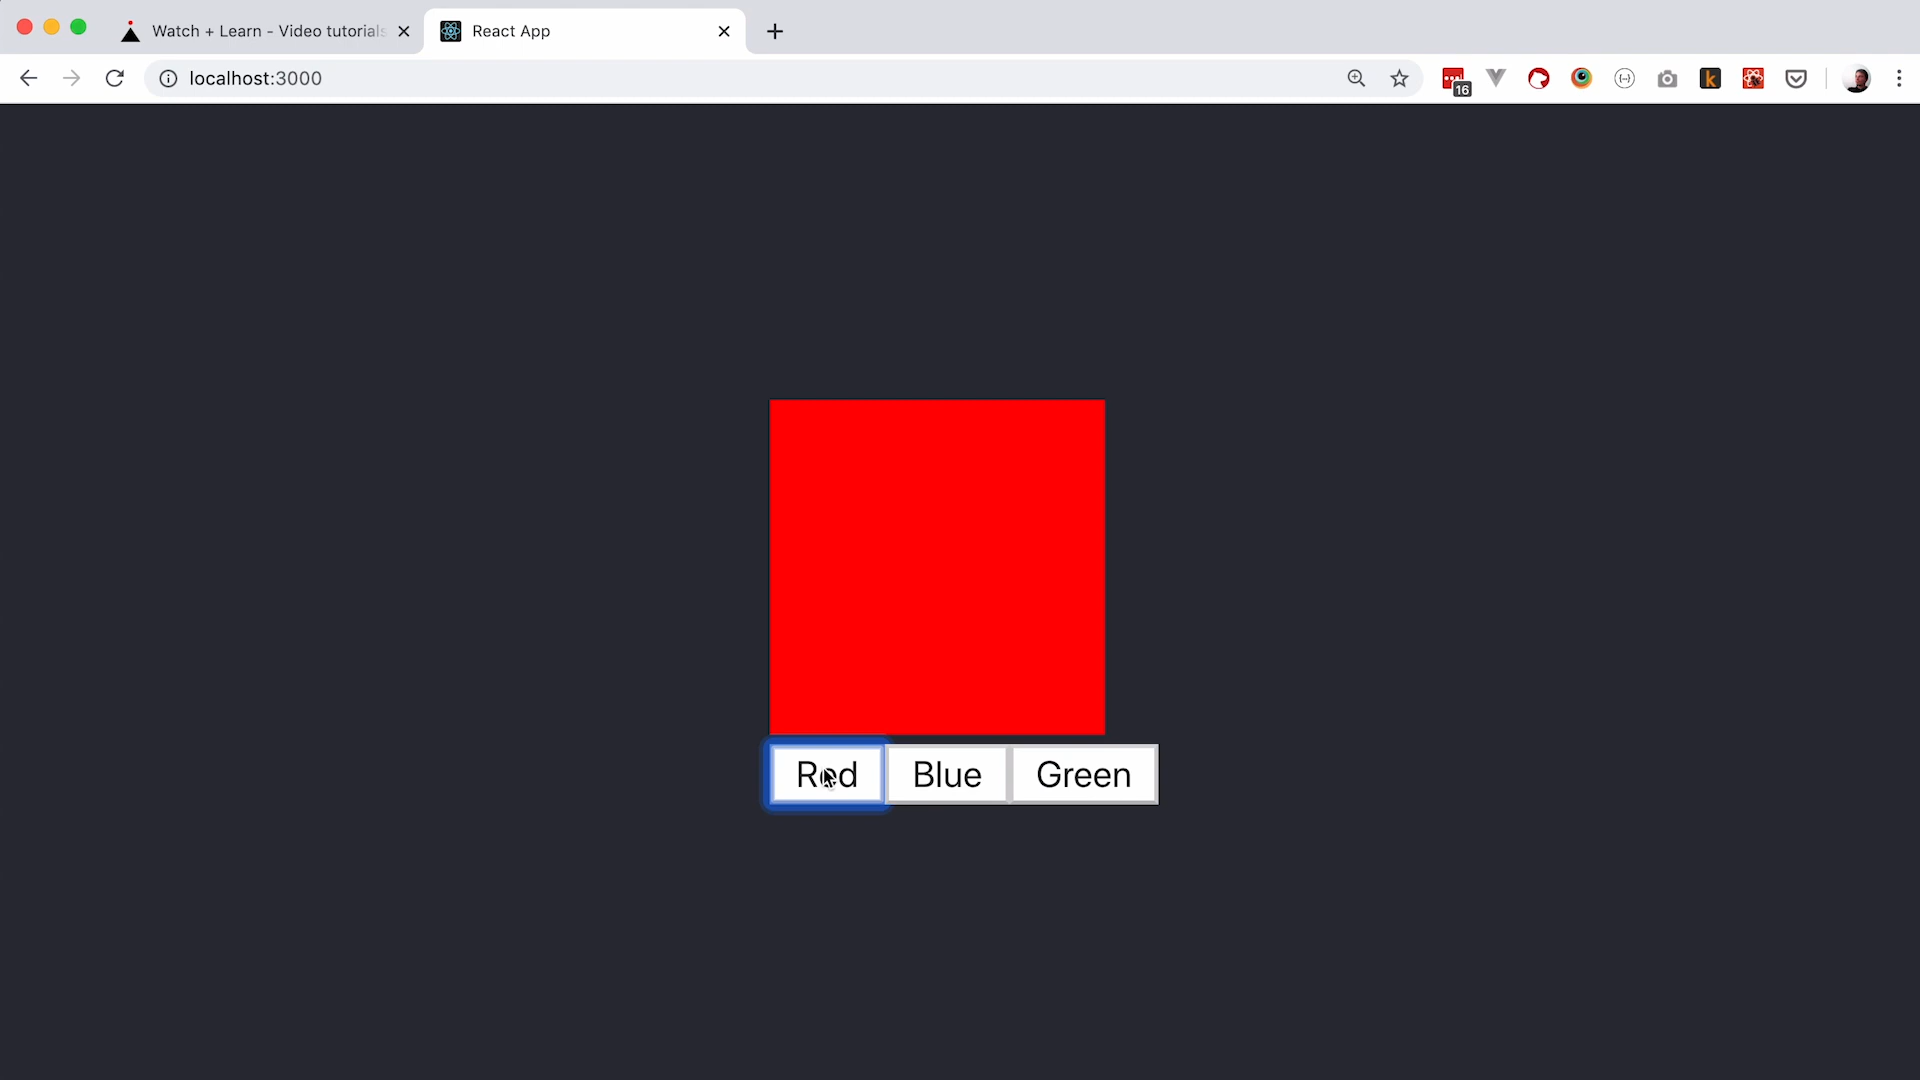 Watch + Learn - Video tutorials
React App
localhost:3000
16
k
Red
Blue
Green